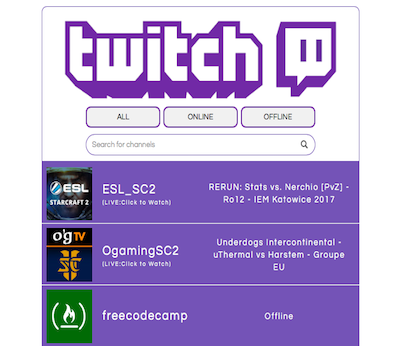 twitch
ALL ONLINE OFFLINE
Search for channels
ESL
STARCRAFT 2
ESL_SC2
(LIVE:Click to Watch)
RERUN: Stats vs. Nerchio [PvZ] -
Ro12 - IEM Katowice 2017
O'GTV
OgamingSC2
(LIVE:Click to Watch)
Underdogs Intercontinental -
uThermal vs Harstem - Groupe
EU
freecodecamp
Offline